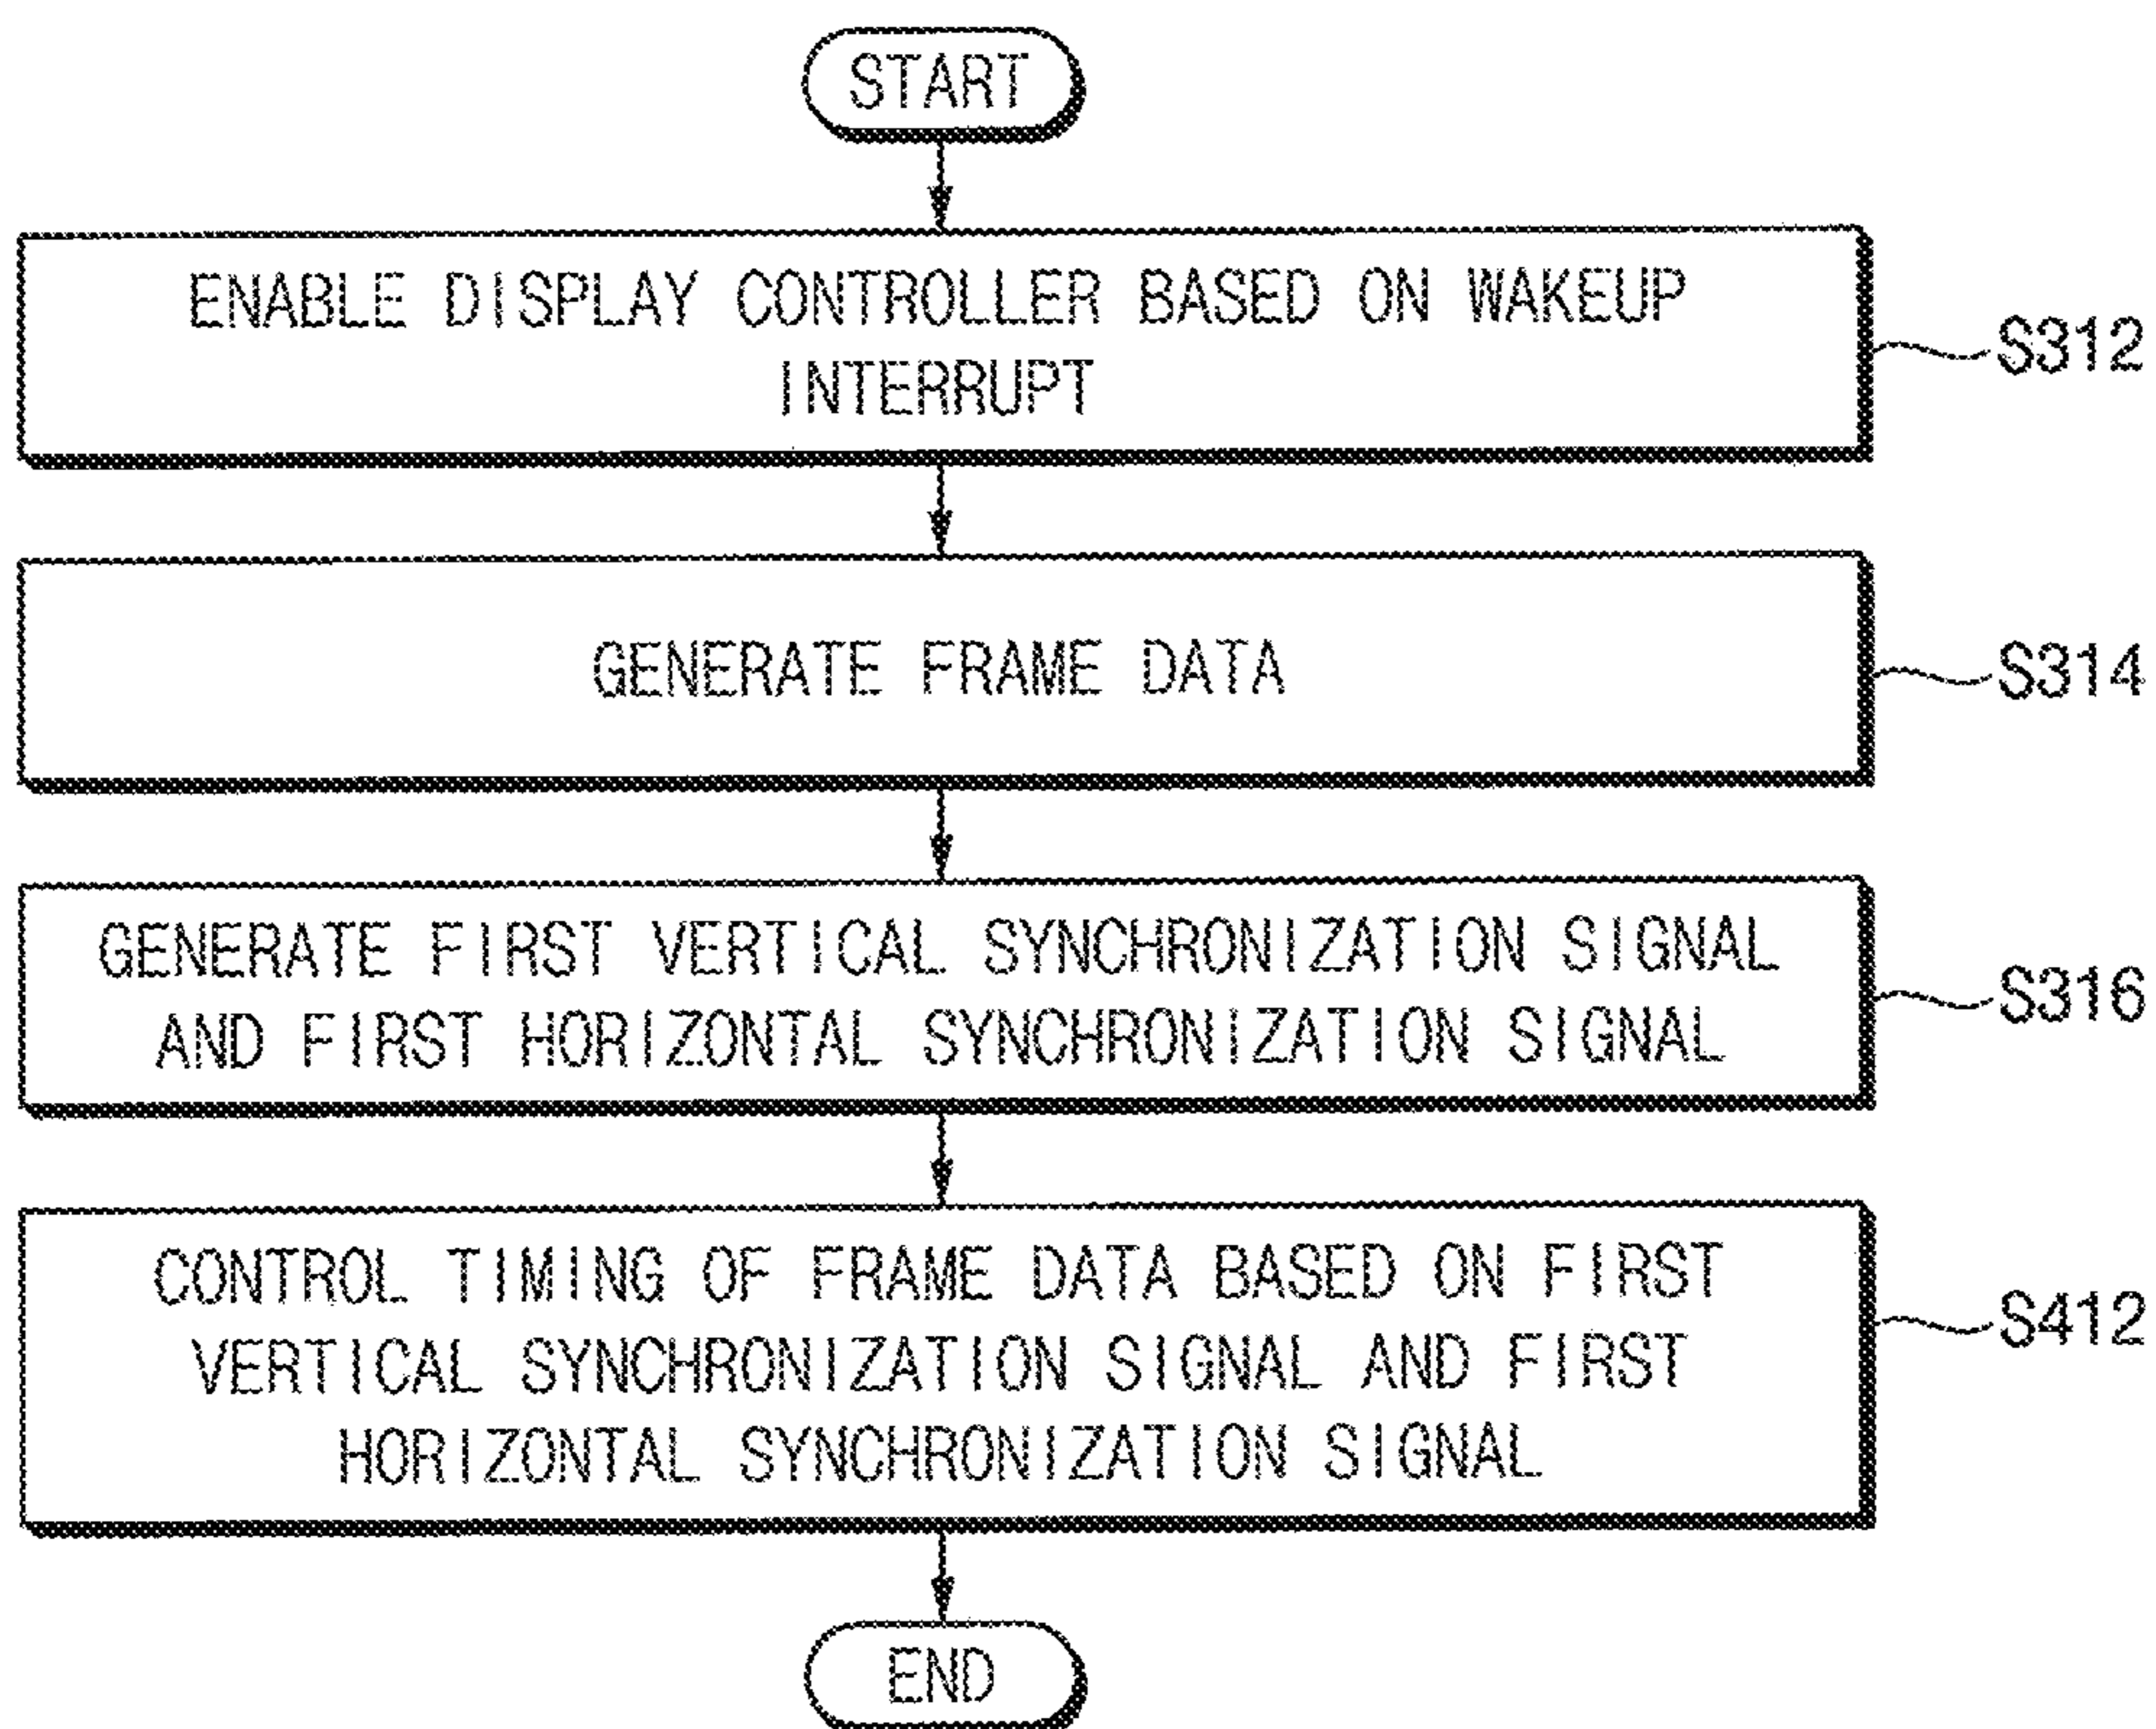 START
ENABLE DISPLAY CONTROLLER BASED ON WAKEUP
INTERRUPT
S312
GENERATE FRAME DATA
S314
GENERATE FIRST VERTICAL SYNCHRONIZATION SIGNAL
AND FIRST HORIZONTAL SYNCHRONIZATION SIGNAL
S316
CONTROL TIMING OF FRAME DATA BASED ON FIRST
VERTICAL SYNCHRONIZATION SIGNAL AND FIRST
HORIZONTAL SYNCHRONIZATION SIGNAL
S412
END